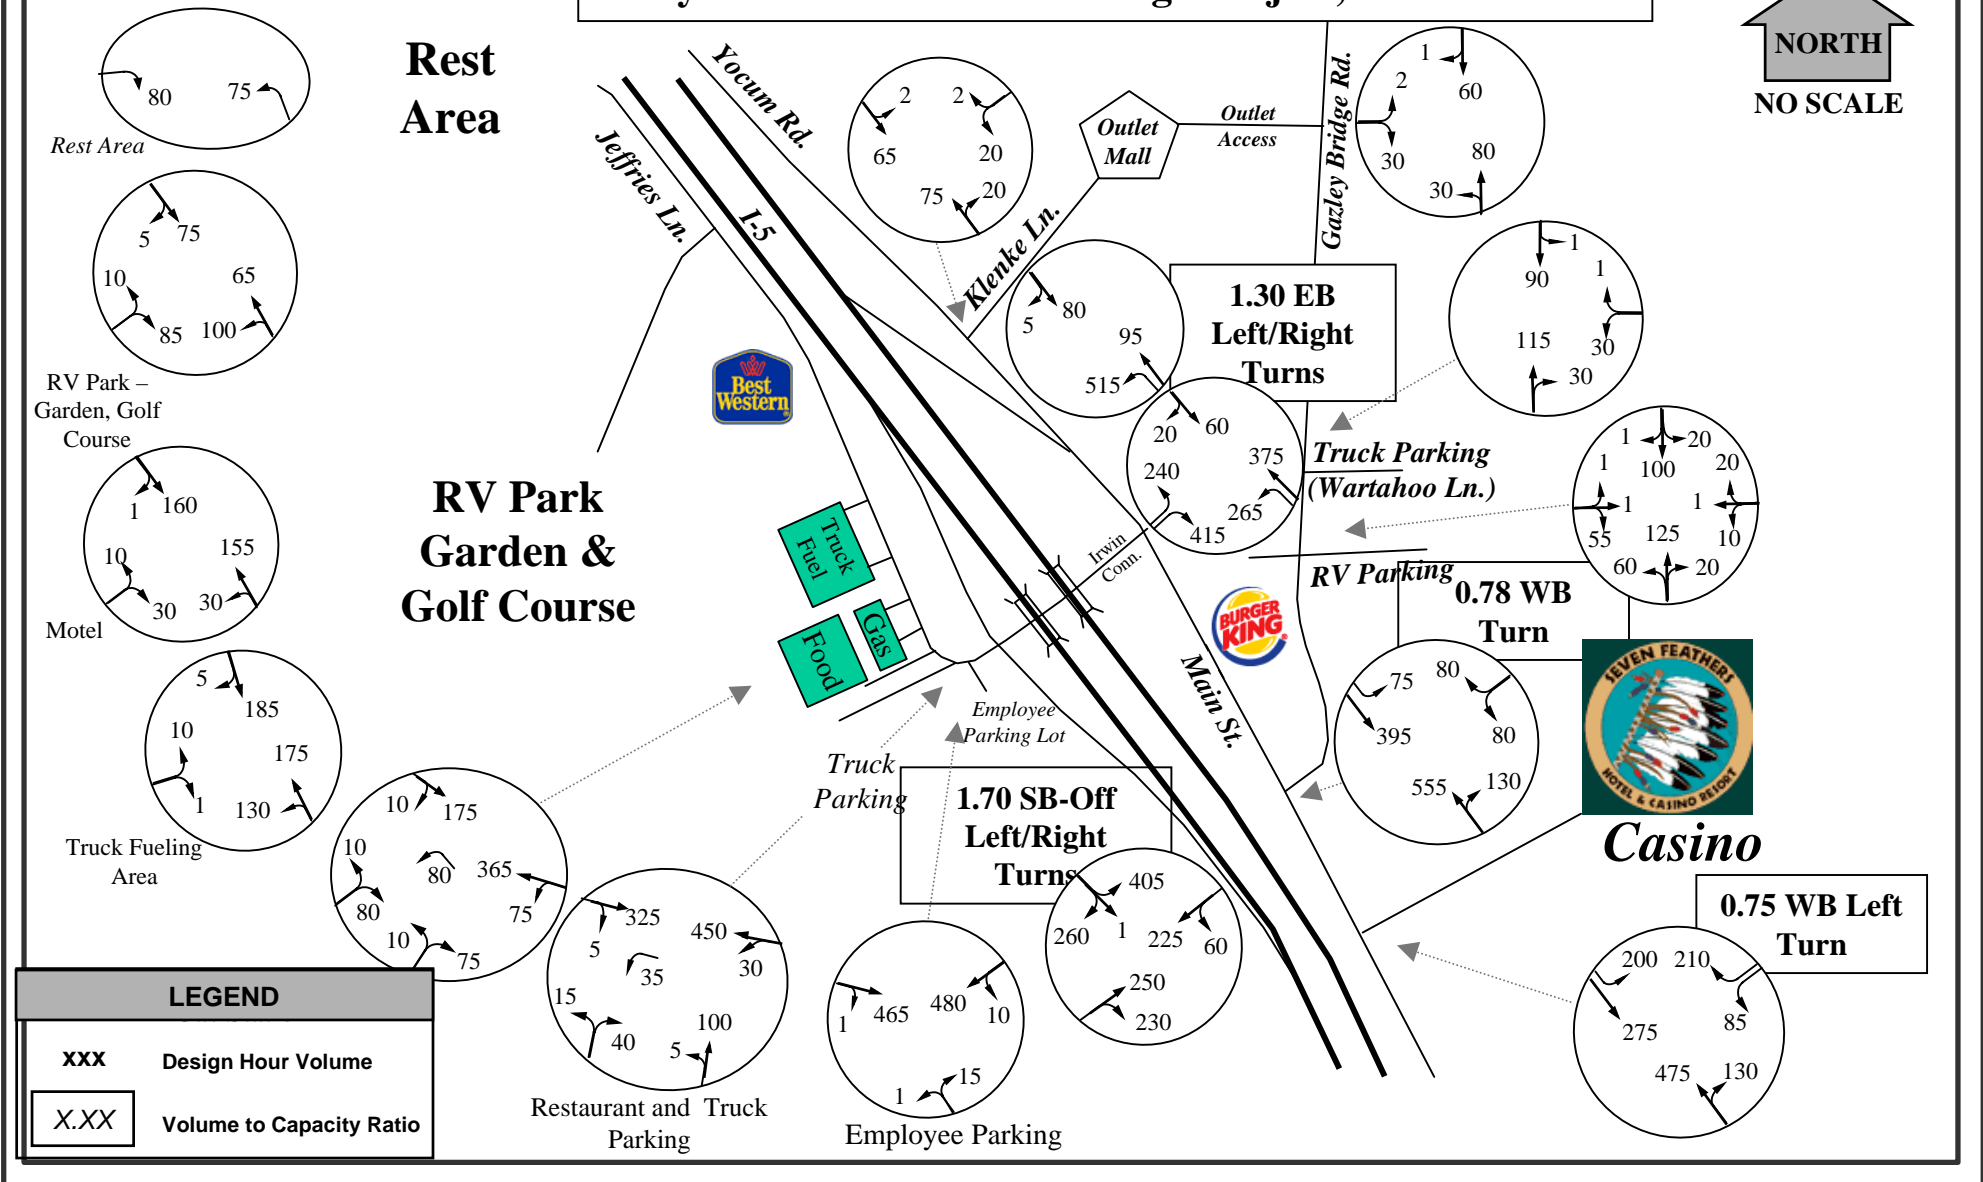 NORTH
NO SCALE
Rest
Area
80
75
Rest Area
Yocum Rd.
Jeffries Ln.
I-5
2
2
65
20
75
20
Klenke Ln.
Outlet
Mall
Outlet
Access
Gazley Bridge Rd.
1
2
60
30
80
30
5
75
10
65
85
100
RV Park –
Garden, Golf
Course
80
5
95
515
1.30 EB
Left/Right
Turns
1
90
1
115
30
30
Best
Western
20
60
240
375
265
415
Truck Parking
(Wartahoo Ln.)
1
20
1
100
20
1
1
55
125
10
60
20
1
160
10
155
30
30
Motel
RV Park
Garden &
Golf Course
Truck
Fuel
Gas
Food
Irwin
Conn.
RV Parking
0.78 WB
Turn
BURGER
KING
Main St.
75
80
395
80
555
130
SEVEN FEATHERS
HOTEL & CASINO RESORT
Casino
5
185
10
175
1
130
Truck Fueling
Area
Employee
Parking Lot
Truck
Parking
1.70 SB-Off
Left/Right
Turns
10
175
10
80
365
80
75
10
75
325
5
450
30
35
15
40
100
5
Restaurant and Truck
Parking
1
465
480
10
1
15
Employee Parking
405
260
1
225
60
250
230
0.75 WB Left
Turn
200
210
275
85
475
130
LEGEND
xxx Design Hour Volume
X.XX Volume to Capacity Ratio